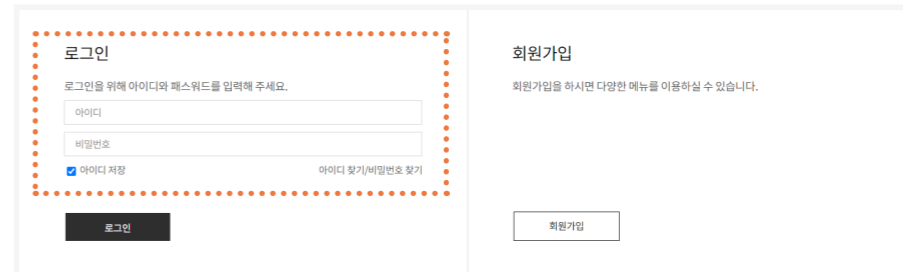 로그인
로그인을 위해 아이디와 패스워드를 입력해 주세요.
아이디
비밀번호
아이디 저장
아이디 찾기/비밀번호 찾기
로그인
회원가입
회원가입을 하시면 다양한 메뉴를 이용하실 수 있습니다.
회원가입